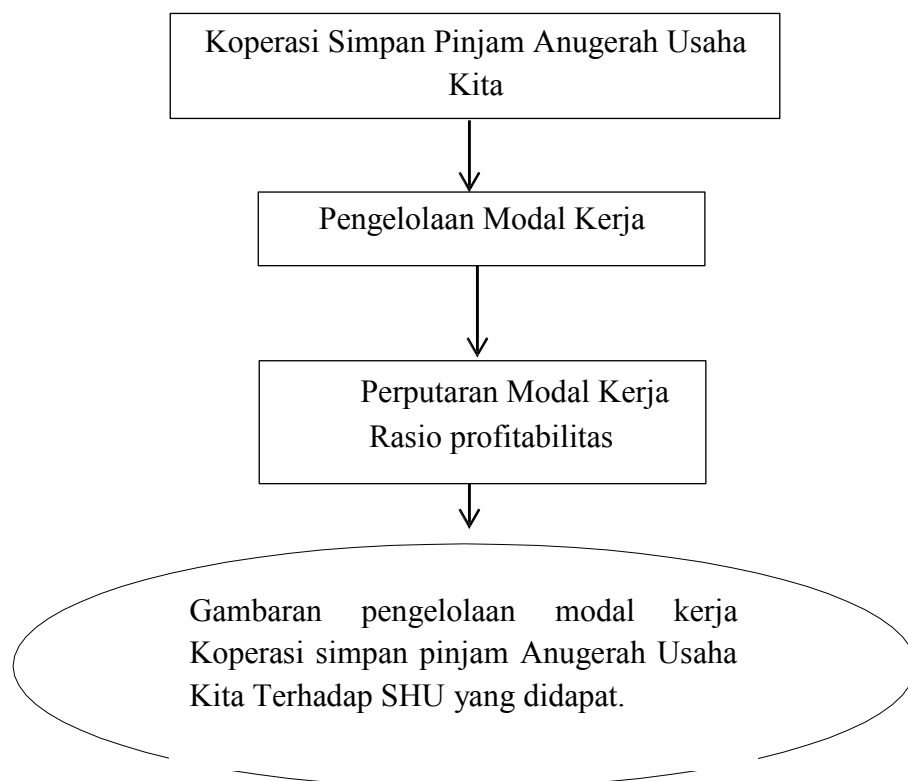 Koperasi Simpan Pinjam Anugerah Usaha
Kita
Pengelolaan Modal Kerja
Perputaran Modal Kerja
Rasio profitabilitas
Gambaran pengelolaan modal kerja
Koperasi simpan pinjam Anugerah Usaha
Kita Terhadap SHU yang didapat.